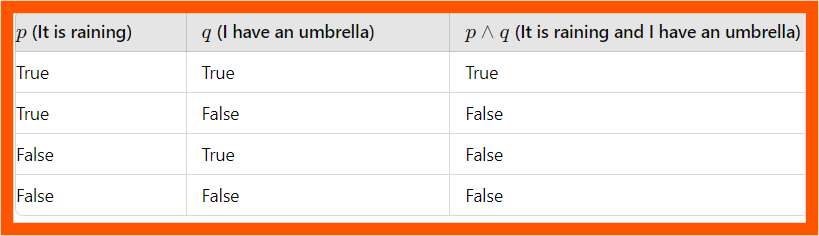 p (It is raining) q (I have an umbrella) p ∧ q (It is raining and I have an umbrella)
True True True
True False False
False True False
False False False